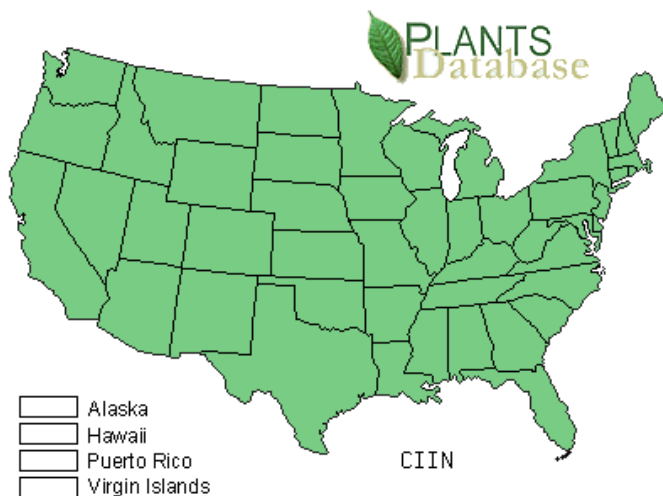 PLANTS
Database
Alaska
Hawaii
Puerto Rico
Virgin Islands
CIIN